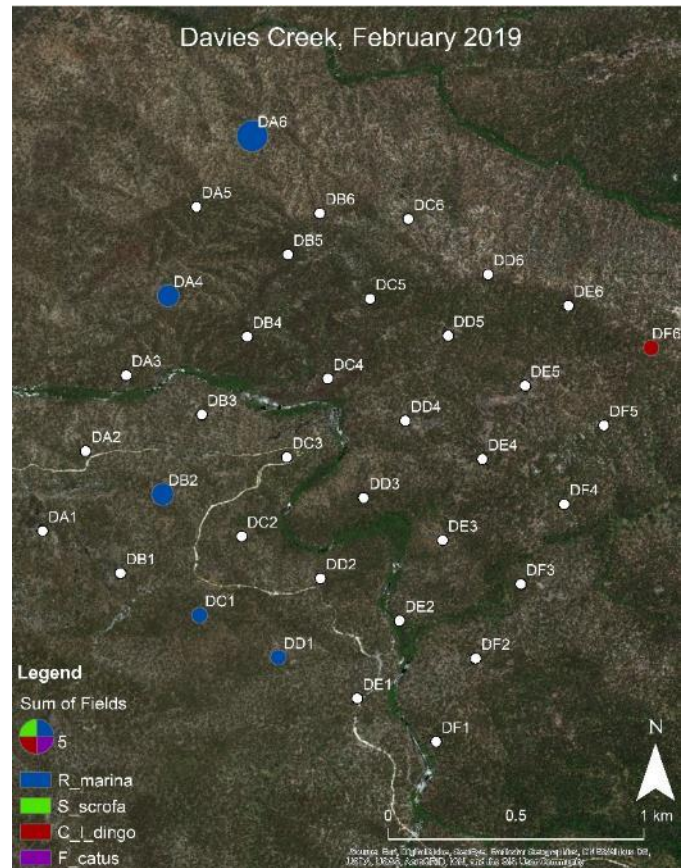 Davies Creek, February 2019
DA6
DA5
DB6
DC6
DB5
DD6
DA4
DC5
DE6
DB4
DD5
DF6
DA3
DC4
DE5
DB3
DD4
DF5
DA2
DC3
DE4
DB2
DD3
DF4
DA1
DC2
DE3
DB1
DD2
DF3
DC1
DE2
DD1
DF2
DE1
DF1
Legend
Sum of Fields
5
R_marina
S_scrofa
C_l_dingo
F_catus
N
0 0.5 1 km